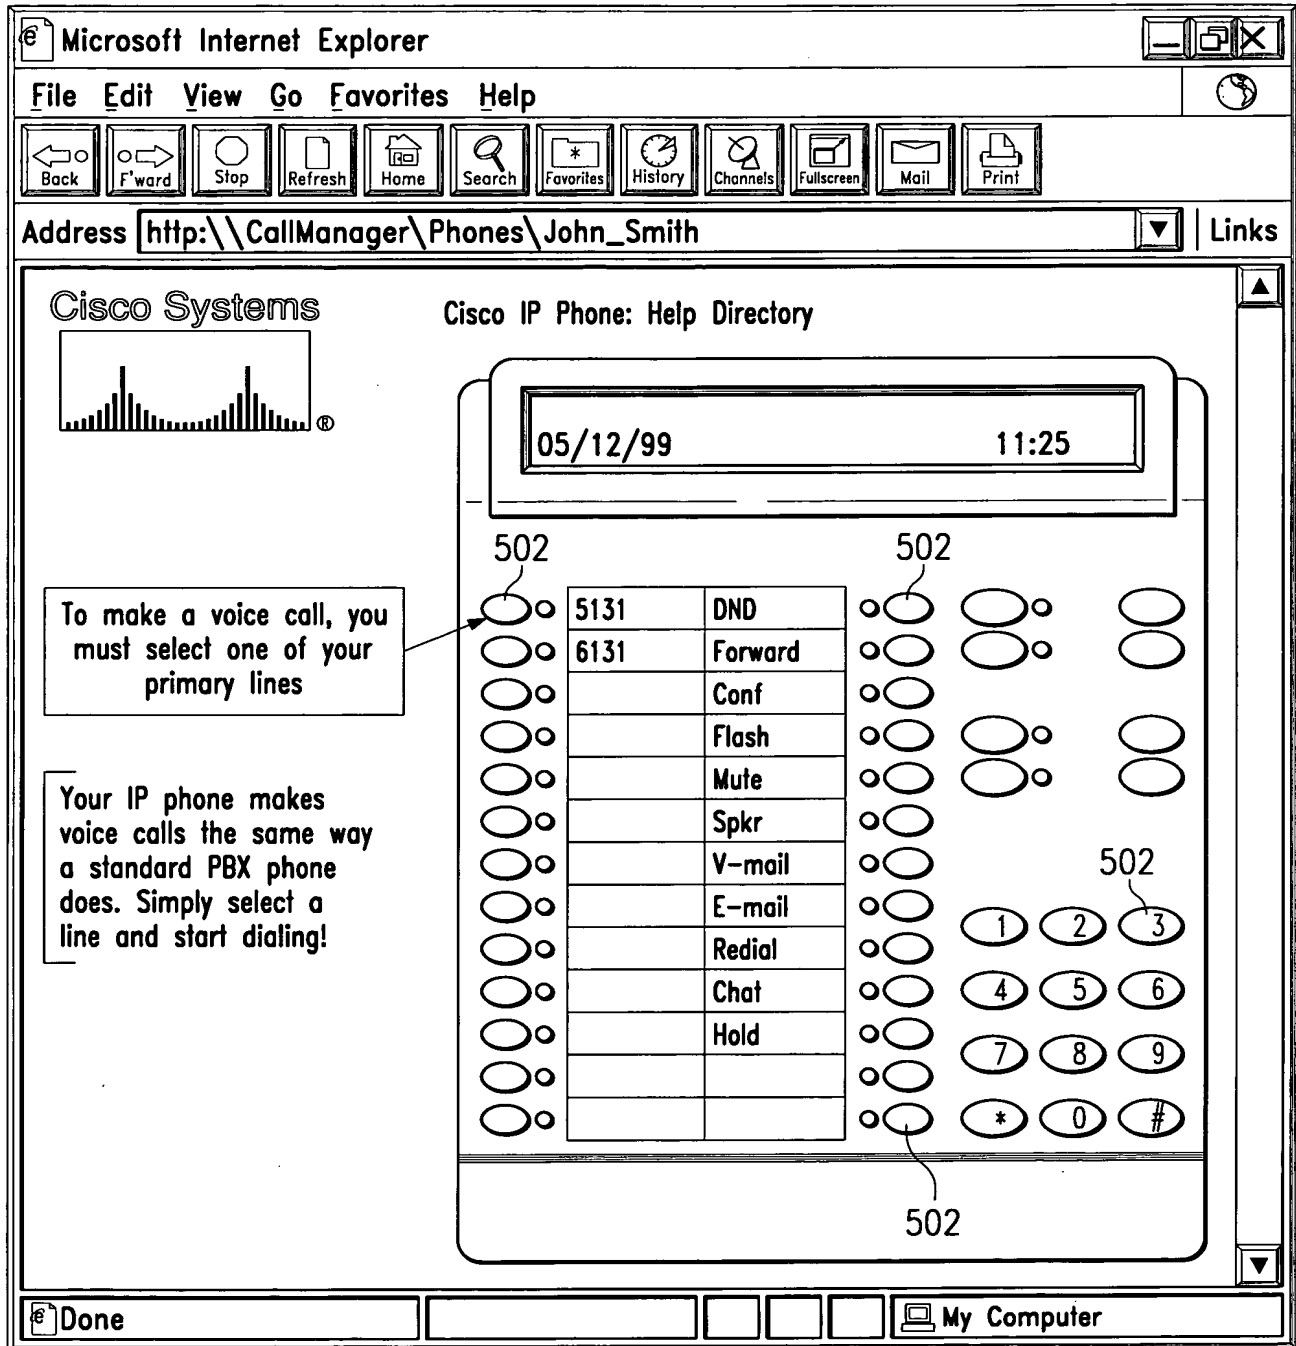 Microsoft Internet Explorer
File Edit View Go Favorites Help
Back F'ward Stop Refresh Home Search Favorites History Channels Fullscreen Mail Print
Address http:\\CallManager\Phones\John_Smith Links
Cisco Systems
®
Cisco IP Phone: Help Directory
05/12/99 11:25
502 502
To make a voice call, you
must select one of your
primary lines
Your IP phone makes
voice calls the same way
a standard PBX phone
does. Simply select a
line and start dialing!
5131 DND
6131 Forward
Conf
Flash
Mute
Spkr
V-mail
E-mail
Redial
Chat
Hold
502
1 2 3
4 5 6
7 8 9
* 0 #
502
Done My Computer